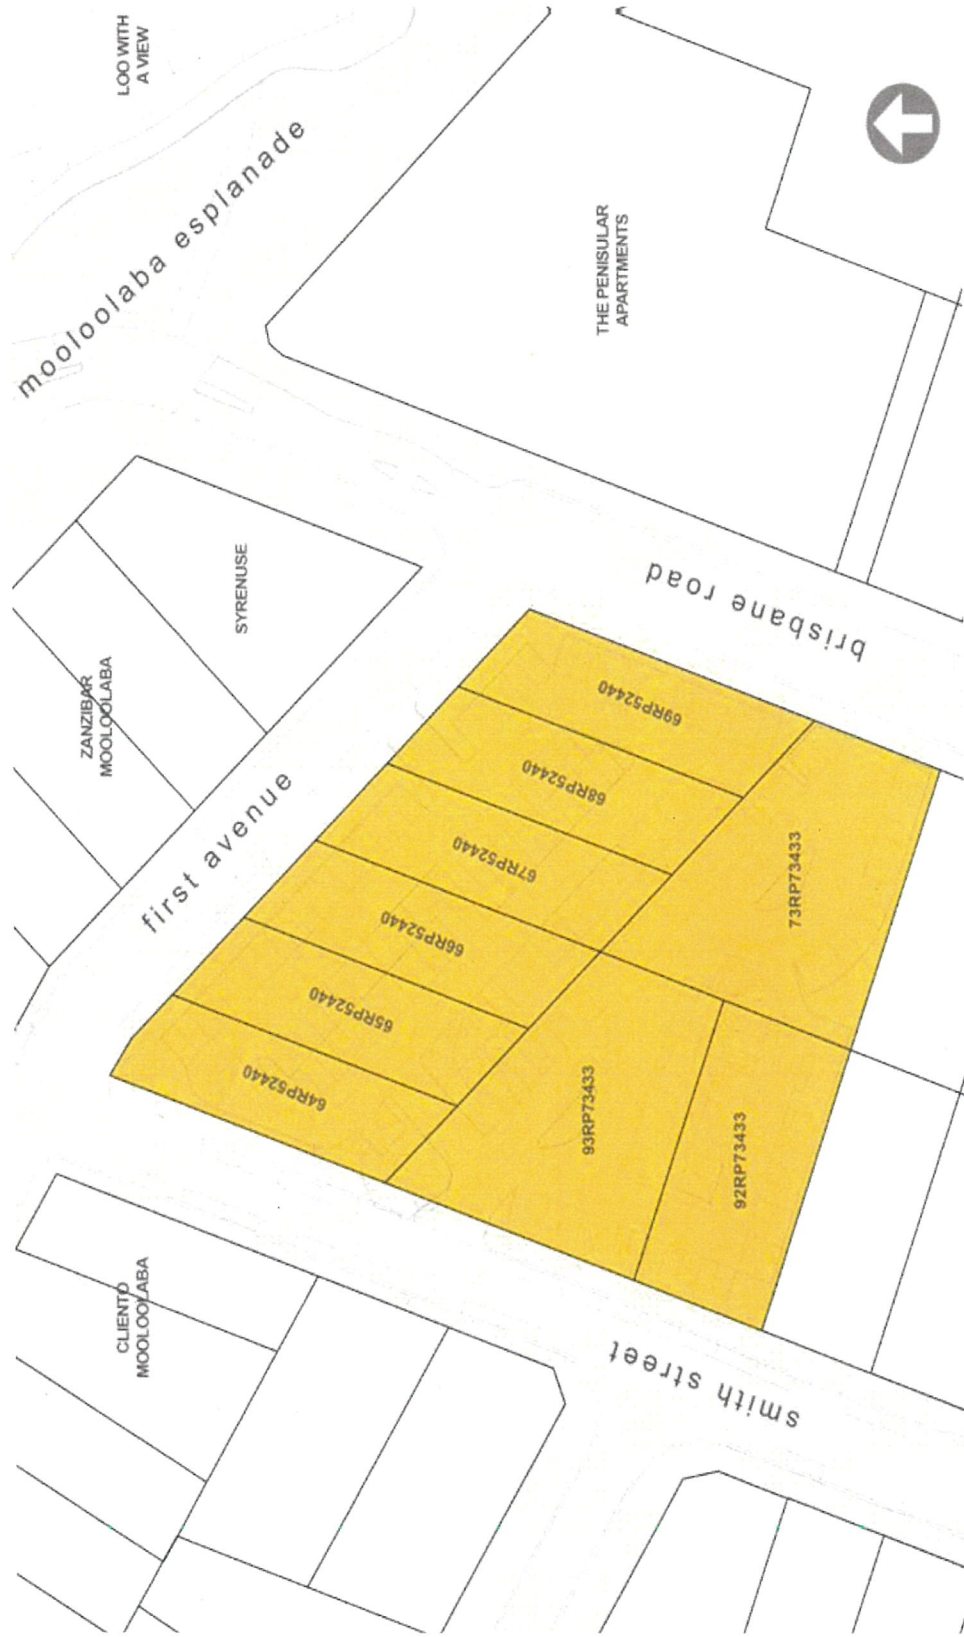 LOO WITH
A VIEW
mooloolaba esplanade
THE PENISULAR
APARTMENTS
SYRENUSE
brisbane road
ZANZIBAR
MOOLOOLABA
first avenue
69RP52440
68RP52440
67RP52440
66RP52440
65RP52440
64RP52440
73RP73433
93RP73433
92RP73433
CLIENTO
MOOLOOLABA
smith street